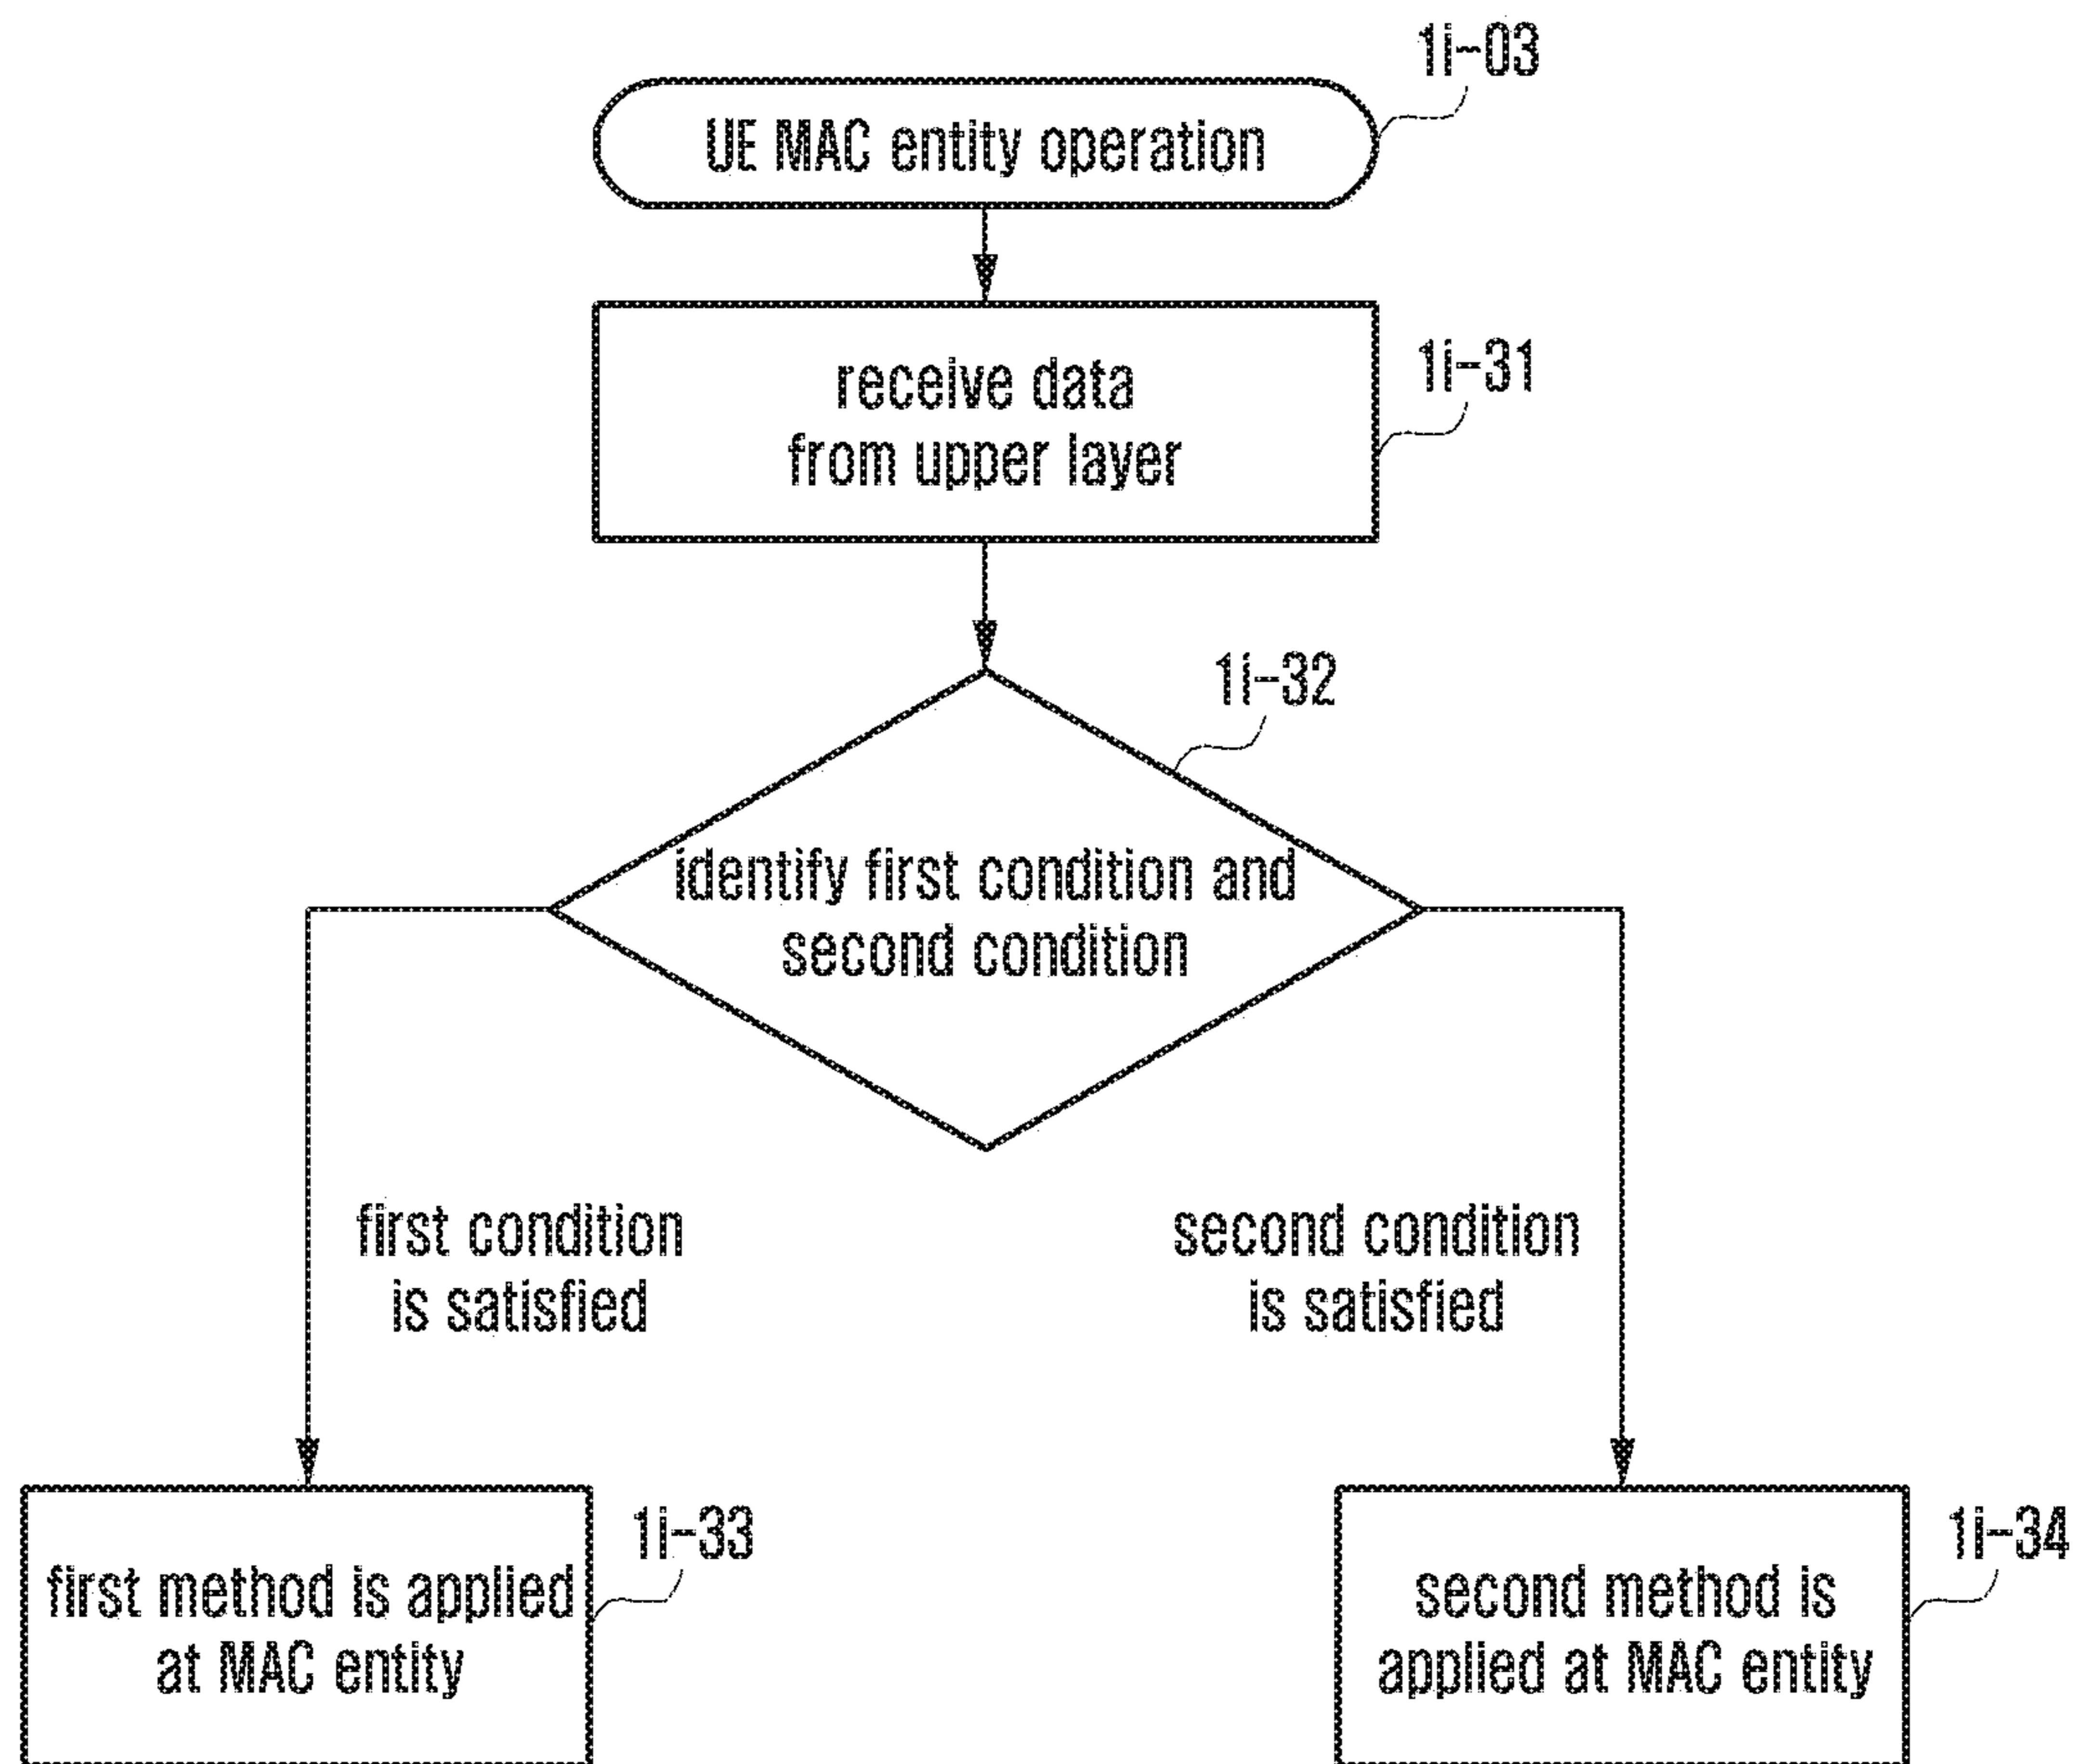 1i-03
UE MAC entity operation
receive data
from upper layer
1i-31
1i-32
identify first condition and
second condition
first condition
is satisfied
second condition
is satisfied
1i-33
first method is applied
at MAC entity
1i-34
second method is
applied at MAC entity